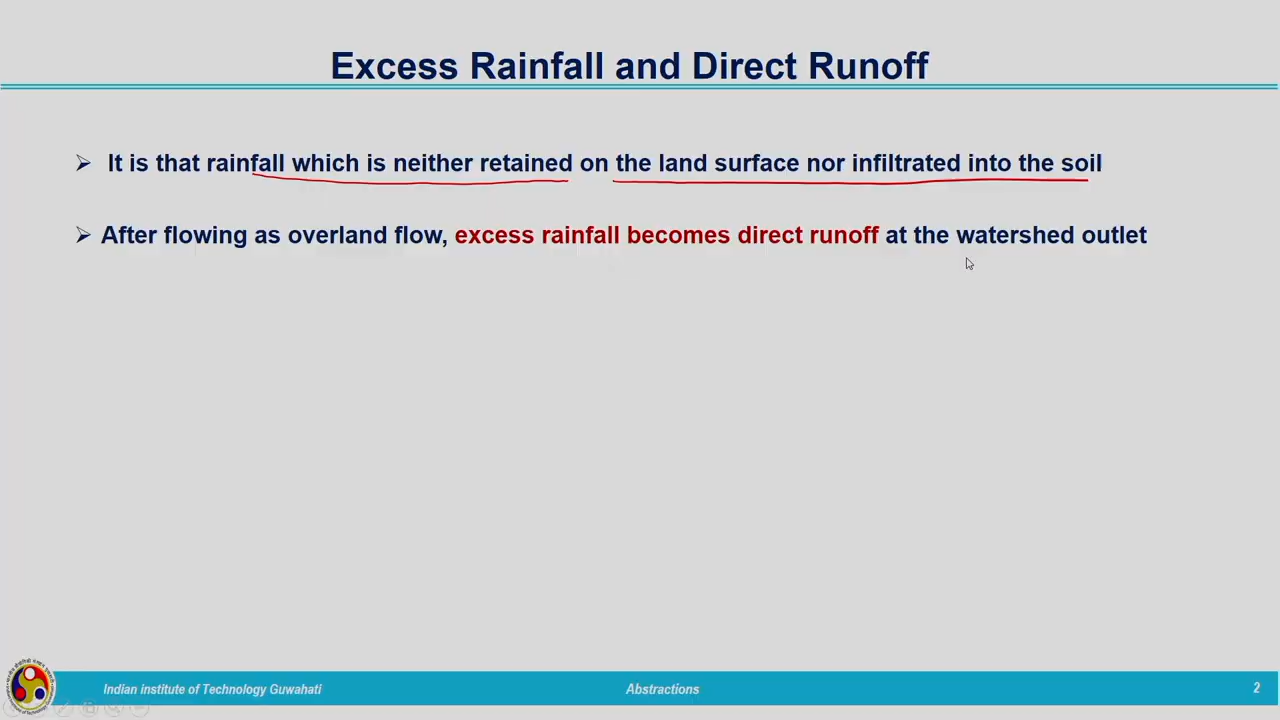 Excess Rainfall and Direct Runoff
It is that rainfall which is neither retained on the land surface nor infiltrated into the soil
After flowing as overland flow, excess rainfall becomes direct runoff at the watershed outlet
Indian institute of Technology Guwahati
Abstractions
2